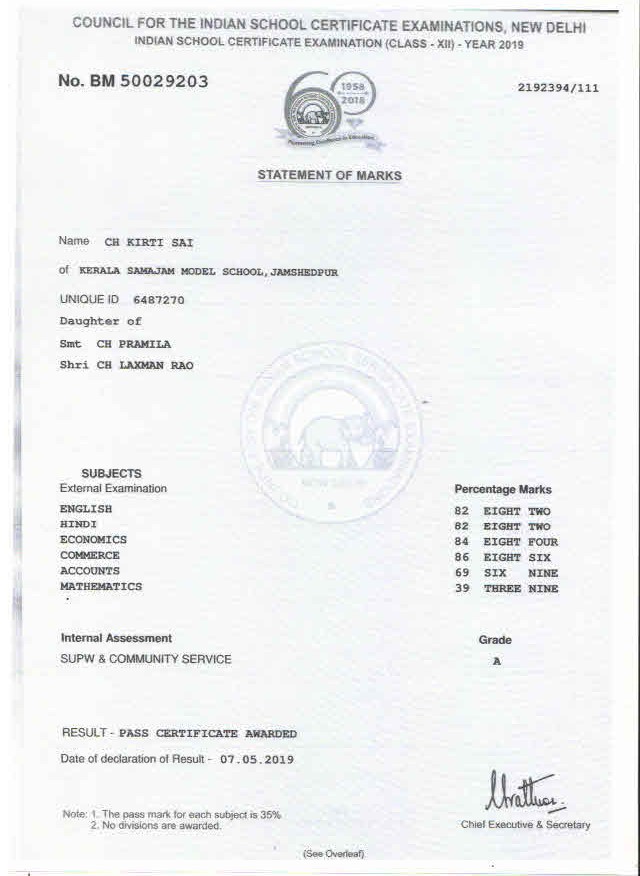 COUNCIL FOR THE INDIAN SCHOOL CERTIFICATE EXAMINATIONS, NEW DELHI
INDIAN SCHOOL CERTIFICATE EXAMINATION (CLASS - XII) - YEAR 2019
No. BM 50029203
2192394/111
1958
2018
STATEMENT OF MARKS
Name CH KIRTI SAI
of KERALA SAMAJAM MODEL SCHOOL, JAMSHEDPUR
UNIQUE ID 6487270
Daughter of
Smt CH PRAMILA
Shri CH LAXMAN RAO
NEW DELHI
SUBJECTS
External Examination Percentage Marks
ENGLISH 82 EIGHT TWO
HINDI 82 EIGHT TWO
ECONOMICS 84 EIGHT FOUR
COMMERCE 86 EIGHT SIX
ACCOUNTS 69 SIX NINE
MATHEMATICS 39 THREE NINE
Internal Assessment Grade
SUPW & COMMUNITY SERVICE A
RESULT - PASS CERTIFICATE AWARDED
Date of declaration of Result - 07.05.2019
Note: 1. The pass mark for each subject is 35%
2. No divisions are awarded.
Chief Executive & Secretary
(See Overleaf)